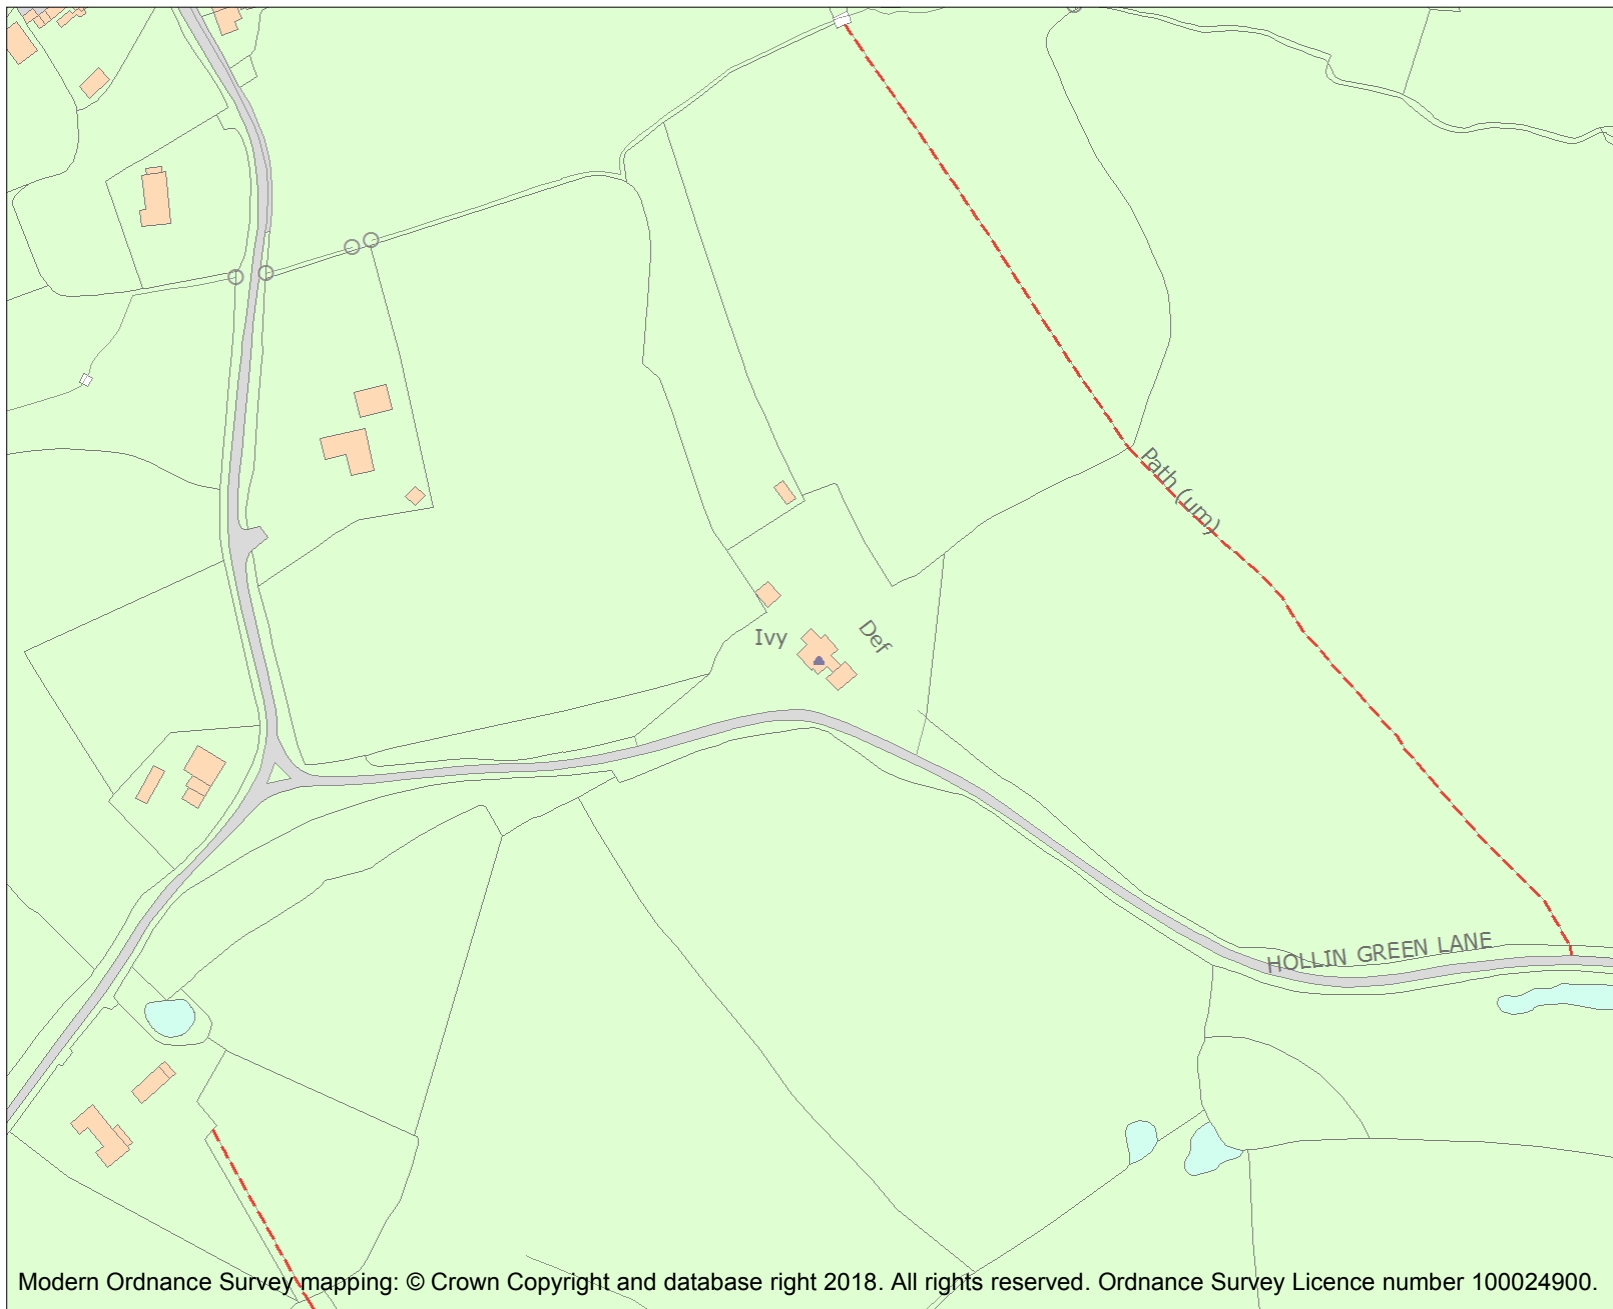 Path (um)
Ivy
Def
HOLLIN GREEN LANE
Modern Ordnance Survey mapping: © Crown Copyright and database right 2018. All rights reserved. Ordnance Survey Licence number 100024900.